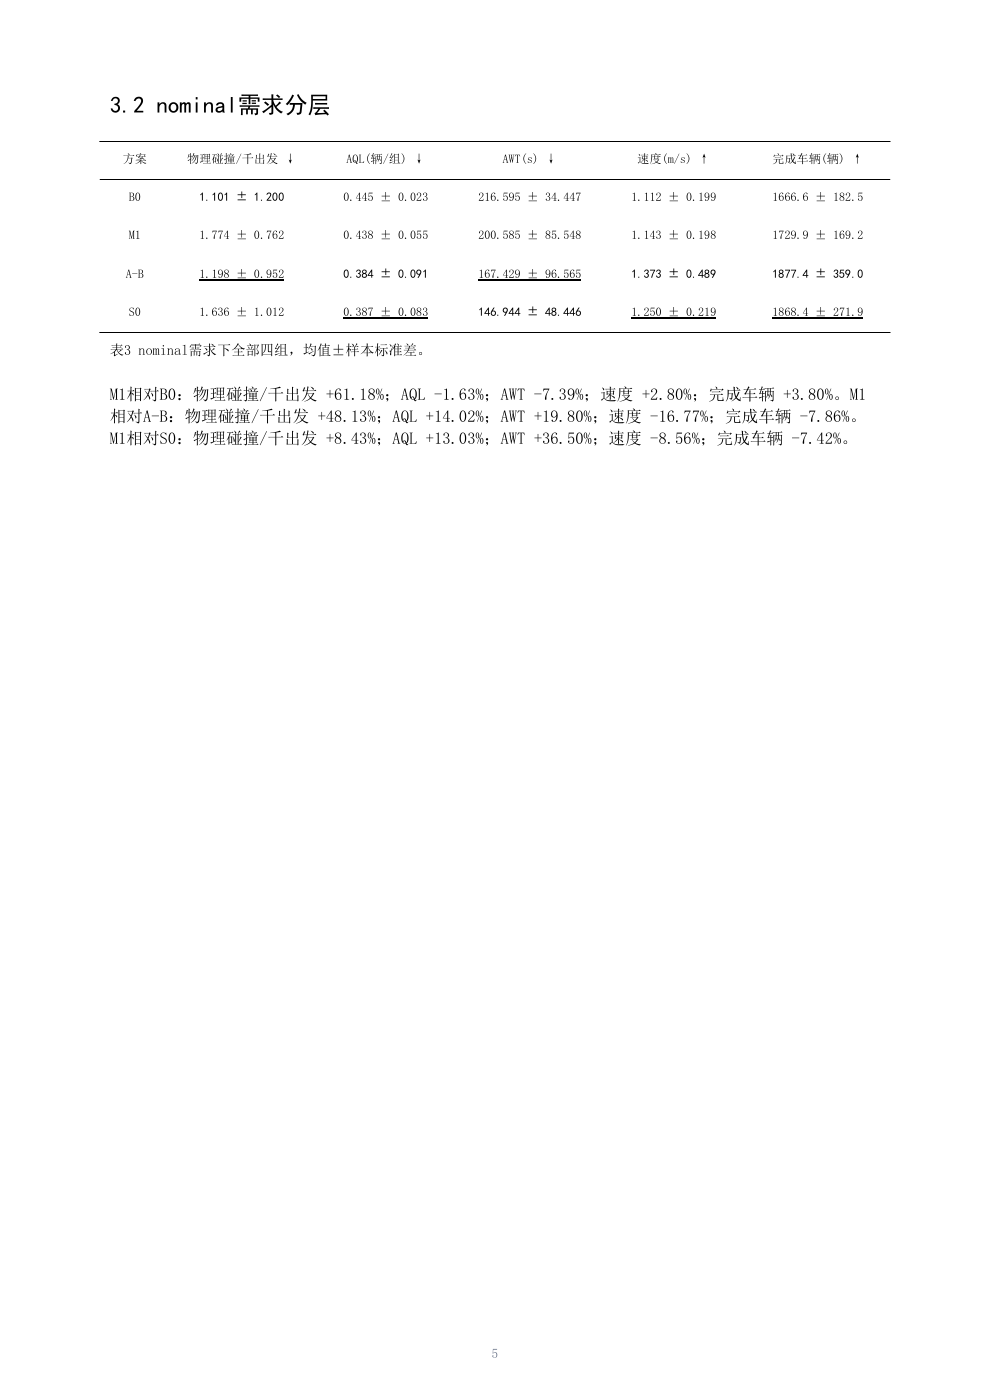 3.2 nominal需求分层
方案 物理碰撞/千出发 ↓ AQL(辆/组) ↓ AWT(s) ↓ 速度(m/s) ↑ 完成车辆(辆) ↑
B0 1.101 ± 1.200 0.445 ± 0.023 216.595 ± 34.447 1.112 ± 0.199 1666.6 ± 182.5
M1 1.774 ± 0.762 0.438 ± 0.055 200.585 ± 85.548 1.143 ± 0.198 1729.9 ± 169.2
A-B 1.198 ± 0.952 0.384 ± 0.091 167.429 ± 96.565 1.373 ± 0.489 1877.4 ± 359.0
S0 1.636 ± 1.012 0.387 ± 0.083 146.944 ± 48.446 1.250 ± 0.219 1868.4 ± 271.9
表3 nominal需求下全部四组，均值±样本标准差。
M1相对B0：物理碰撞/千出发 +61.18%；AQL -1.63%；AWT -7.39%；速度 +2.80%；完成车辆 +3.80%。M1
相对A-B：物理碰撞/千出发 +48.13%；AQL +14.02%；AWT +19.80%；速度 -16.77%；完成车辆 -7.86%。
M1相对S0：物理碰撞/千出发 +8.43%；AQL +13.03%；AWT +36.50%；速度 -8.56%；完成车辆 -7.42%。
5